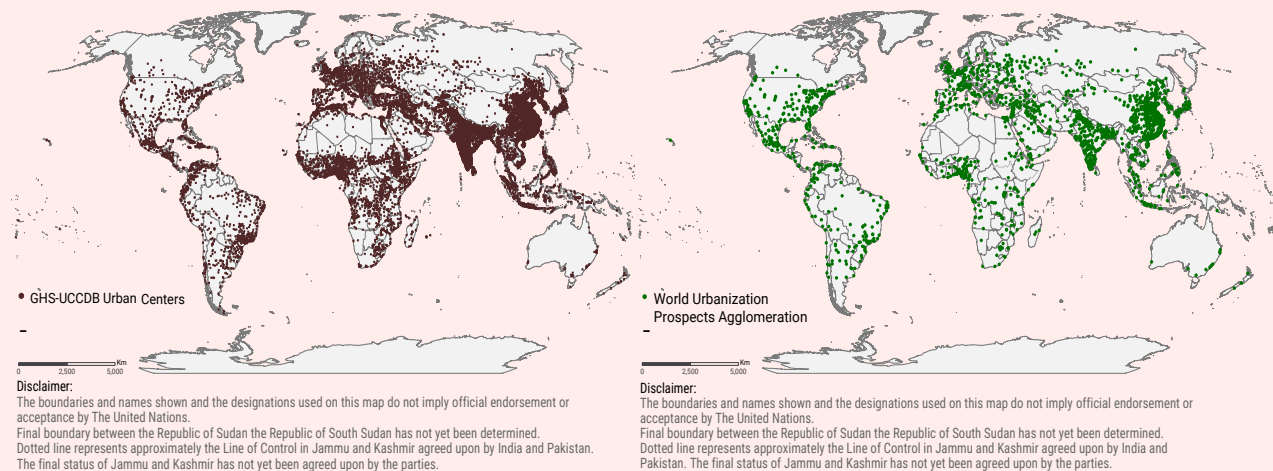 GHS-UCCDB Urban Centers
Km
0 2,500 5,000
Disclaimer:
The boundaries and names shown and the designations used on this map do not imply official endorsement or
acceptance by The United Nations.
Final boundary between the Republic of Sudan the Republic of South Sudan has not yet been determined.
Dotted line represents approximately the Line of Control in Jammu and Kashmir agreed upon by India and Pakistan.
The final status of Jammu and Kashmir has not yet been agreed upon by the parties.
World Urbanization
Prospects Agglomeration
Km
0 2,500 5,000
Disclaimer:
The boundaries and names shown and the designations used on this map do not imply official endorsement or
acceptance by The United Nations.
Final boundary between the Republic of Sudan the Republic of South Sudan has not yet been determined.
Dotted line represents approximately the Line of Control in Jammu and Kashmir agreed upon by India and
Pakistan. The final status of Jammu and Kashmir has not yet been agreed upon by the parties.